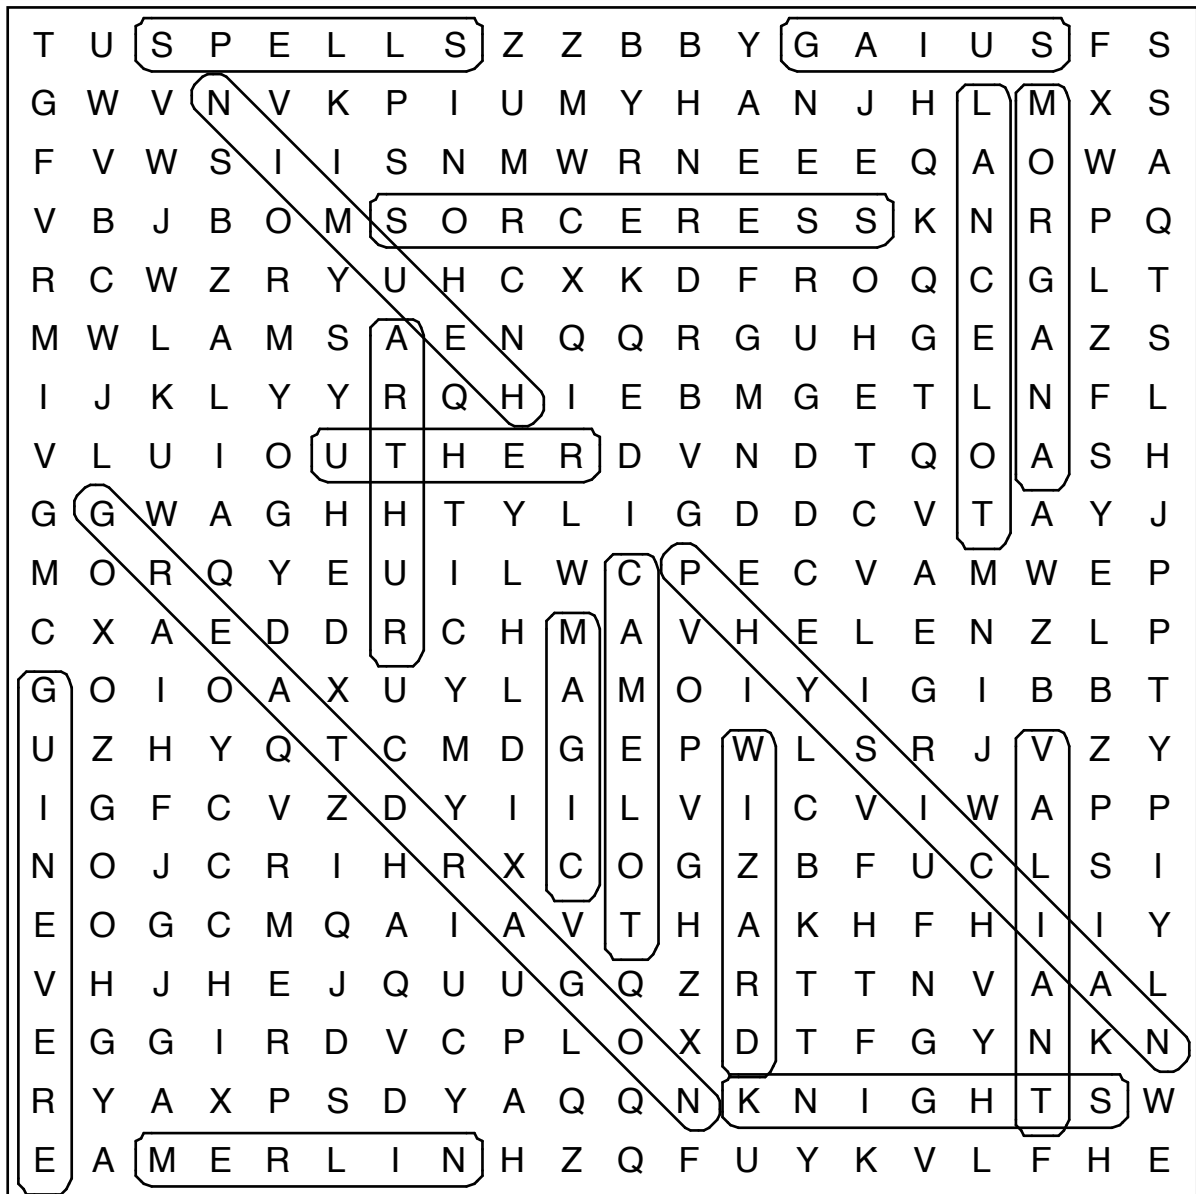 T U S P E L L S Z Z B B Y G A I U S F S
G W V N V K P I U M Y H A N J H L M X S
F V W S I I S N M W R N E E E Q A O W A
V B J B O M S O R C E R E S S K N R P Q
R C W Z R Y U H C X K D F R O Q C G L T
M W L A M S A E N Q Q R G U H G E A Z S
I J K L Y Y R Q H I E B M G E T L N F L
V L U I O U T H E R D V N D T Q O A S H
G G W A G H H T Y L I G D D C V T A Y J
M O R Q Y E U I L W C P E C V A M W E P
C X A E D D R C H M A V H E L E N Z L P
G O I O A X U Y L A M O I Y I G I B B T
U Z H Y Q T C M D G E P W L S R J V Z Y
I G F C V Z D Y I I L V I C V I W A P P
N O J C R I H R X C O G Z B F U C L S I
E O G C M Q A I A V T H A K H F H I I Y
V H J H E J Q U U G Q Z R T T N V A A L
E G G I R D V C P L O X D T F G Y N K N
R Y A X P S D Y A Q Q N K N I G H T S W
E A M E R L I N H Z Q F U Y K V L F H E